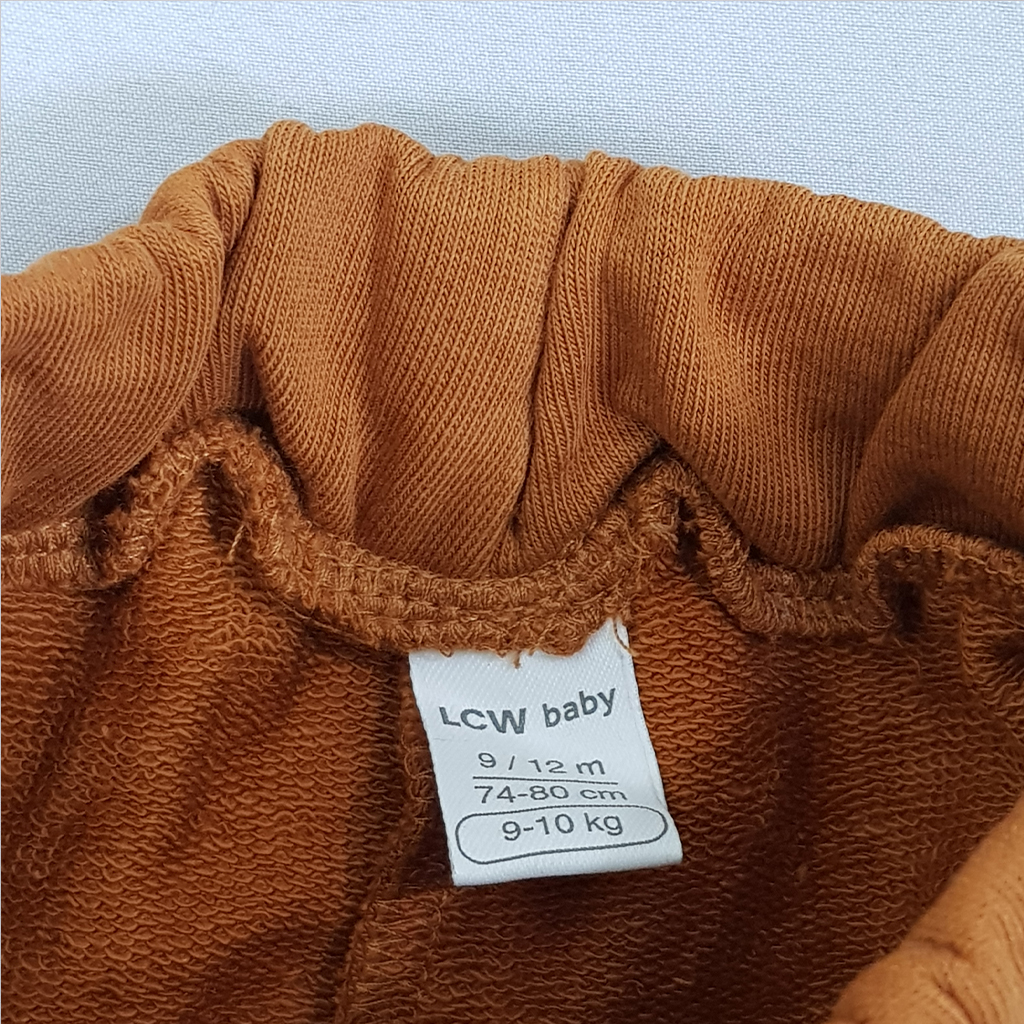 LCW baby
9 / 12 m
74-80 cm
9-10 kg